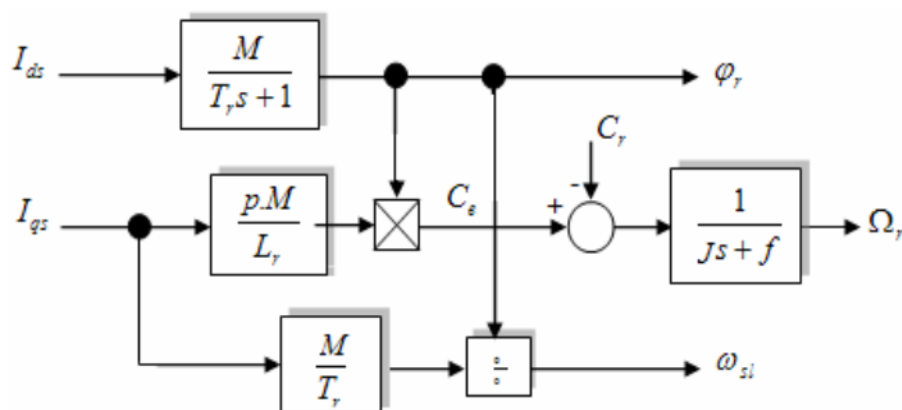 I_ds
M
T_r s + 1
φ_r
C_r
I_qs
p.M
L_r
C_e
+
-
1
Js + f
Ω_r
M
T_r
÷
ω_sl